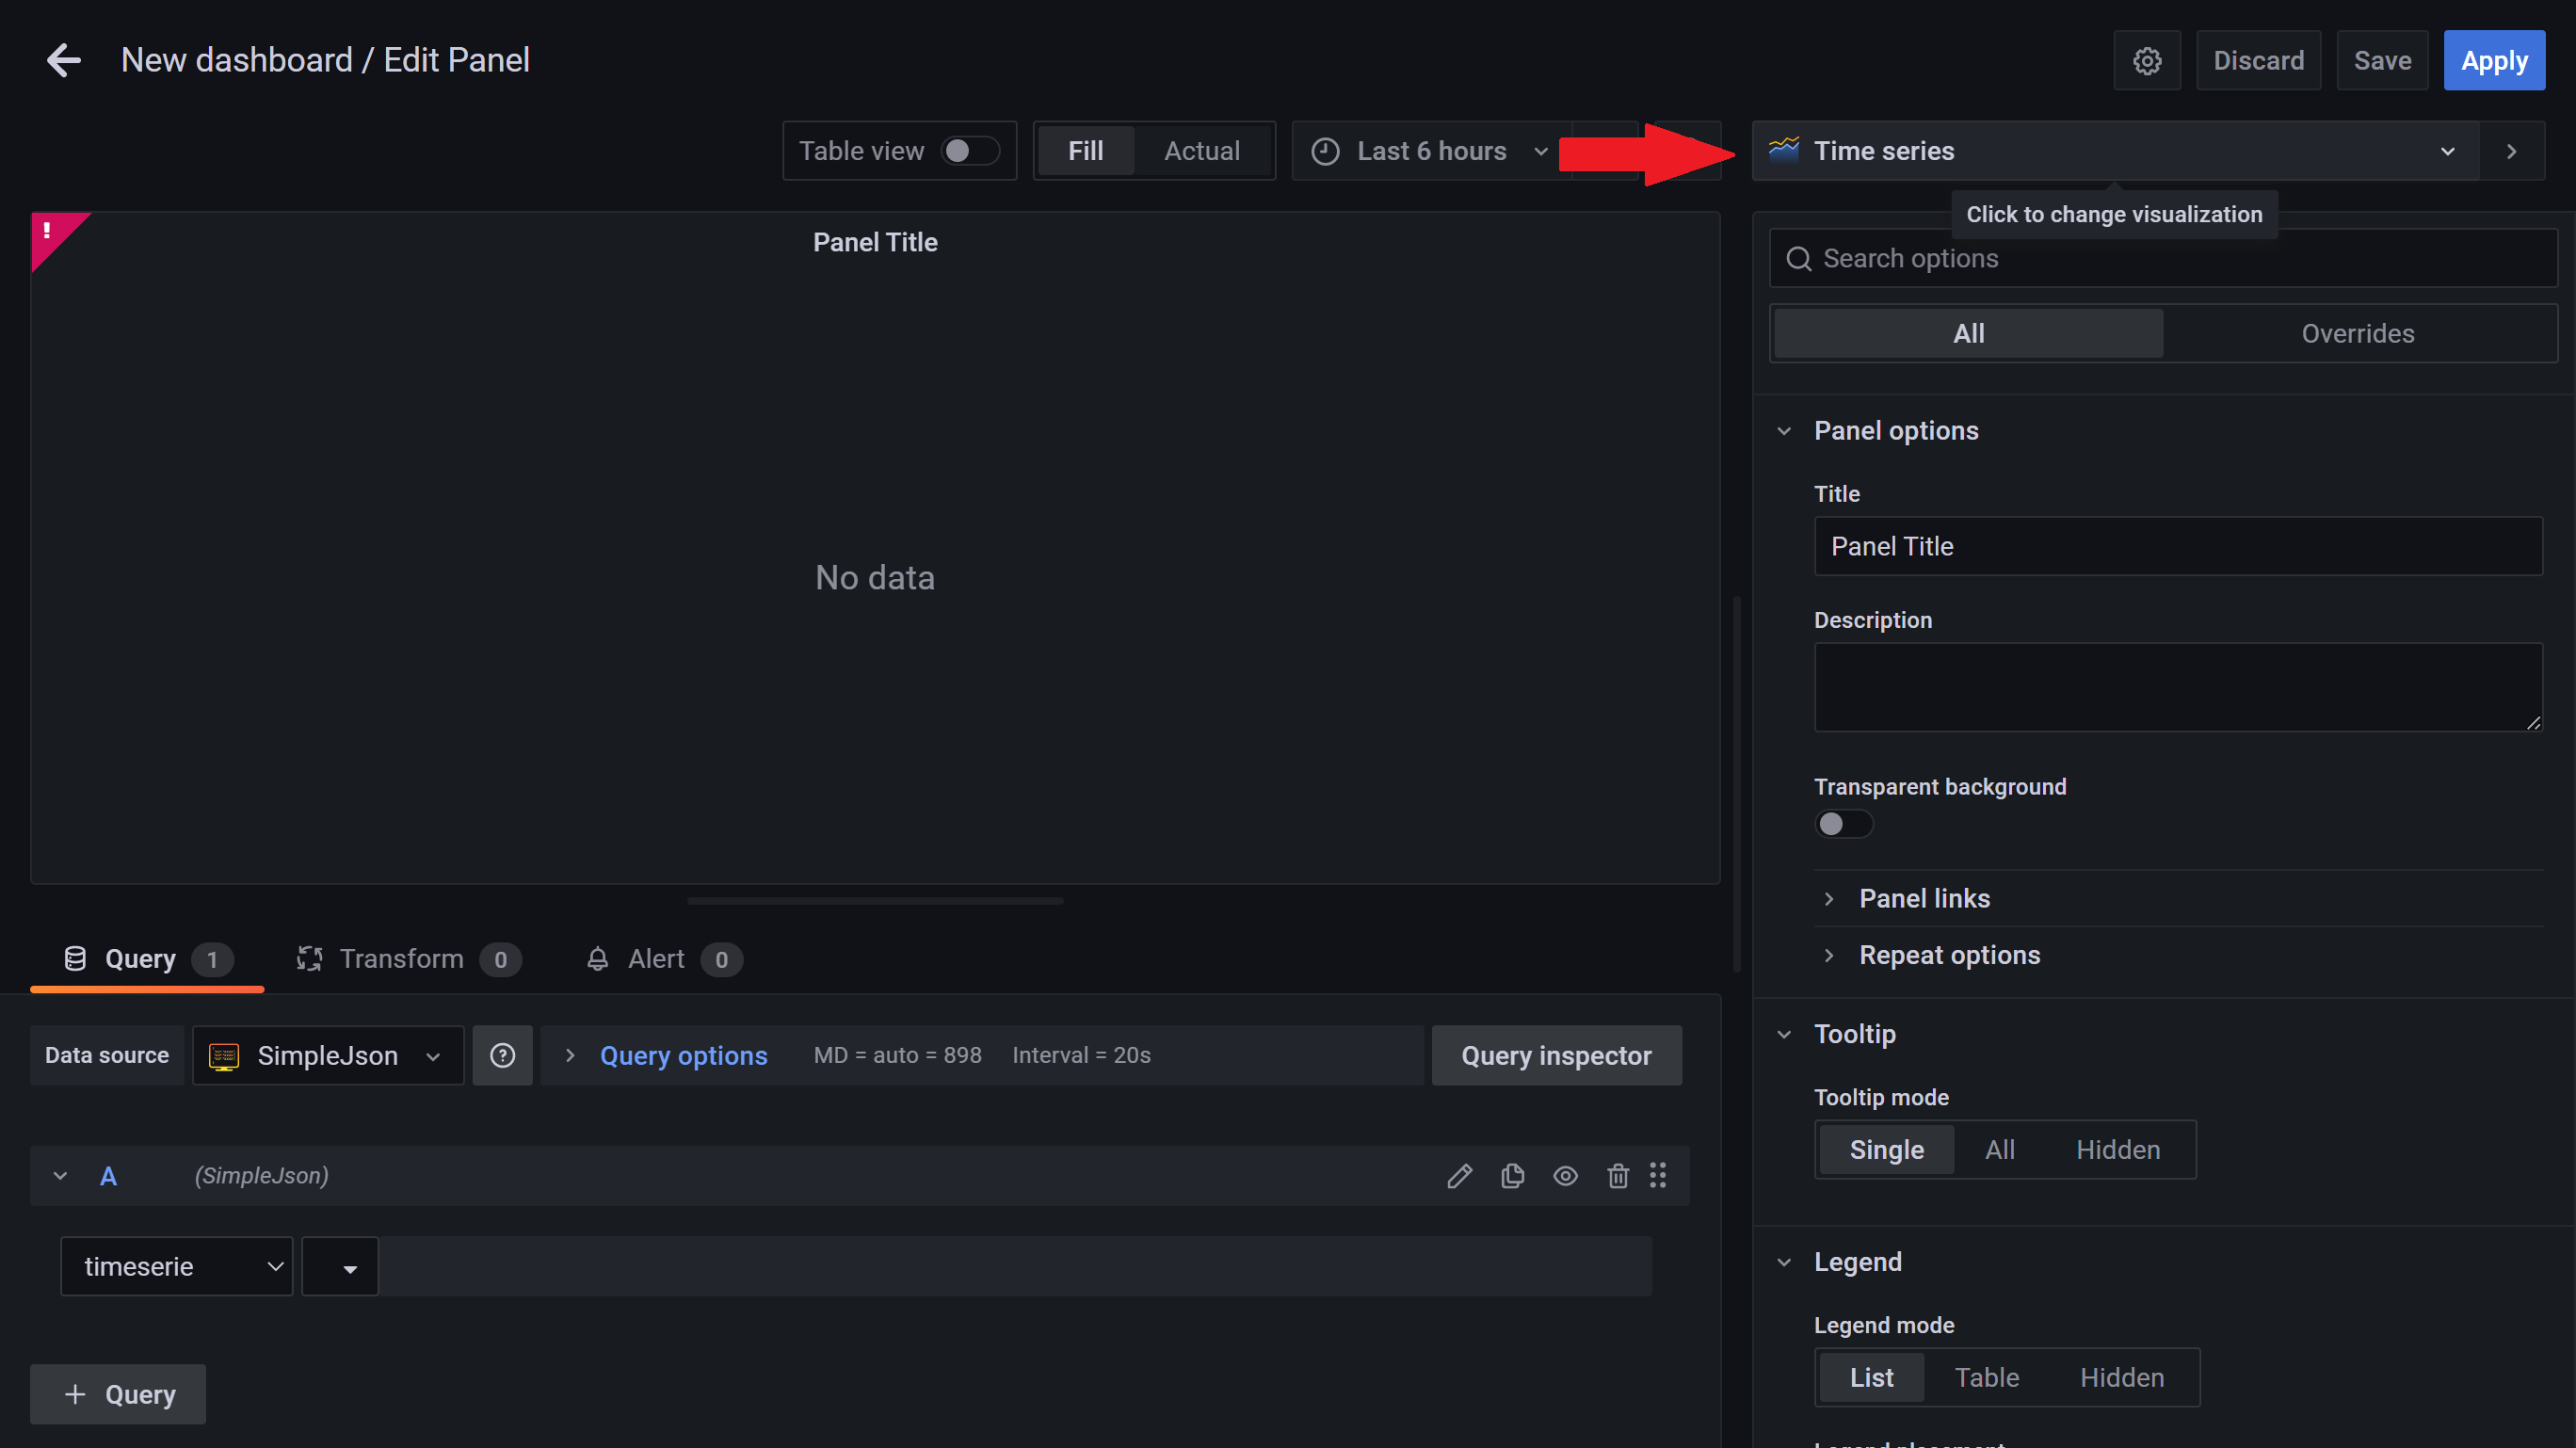 New dashboard / Edit Panel
Discard
Save
Apply
Table view
Fill
Actual
Last 6 hours
Time series
Click to change visualization
!
Panel Title
No data
Search options
All
Overrides
Panel options
Title
Panel Title
Description
Transparent background
Panel links
Repeat options
Tooltip
Tooltip mode
Single
All
Hidden
Legend
Legend mode
List
Table
Hidden
Query 1
Transform 0
Alert 0
Data source
SimpleJson
Query options
MD = auto = 898
Interval = 20s
Query inspector
A
(SimpleJson)
timeserie
+ Query